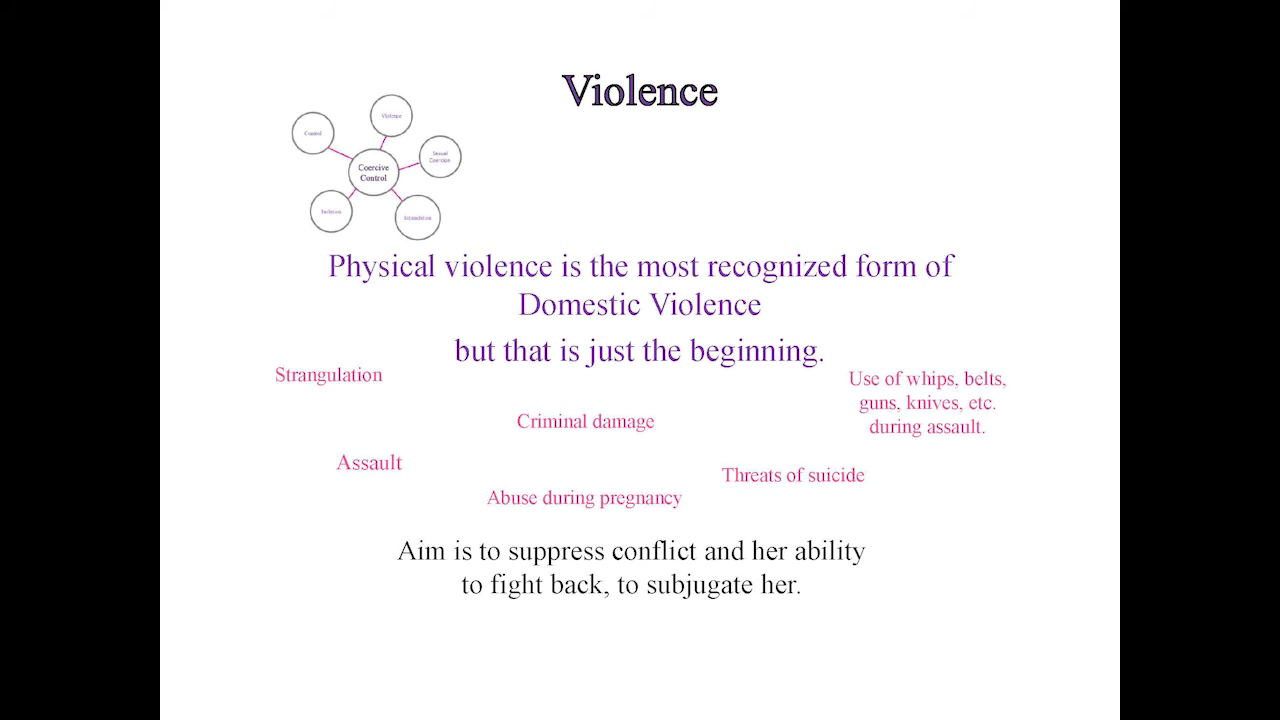 Violence
Violence
Control
Sexual
Coercion
Coercive
Control
Isolation
Intimidation
Physical violence is the most recognized form of
Domestic Violence
but that is just the beginning.
Strangulation
Use of whips, belts,
guns, knives, etc.
during assault.
Criminal damage
Assault
Threats of suicide
Abuse during pregnancy
Aim is to suppress conflict and her ability
to fight back, to subjugate her.